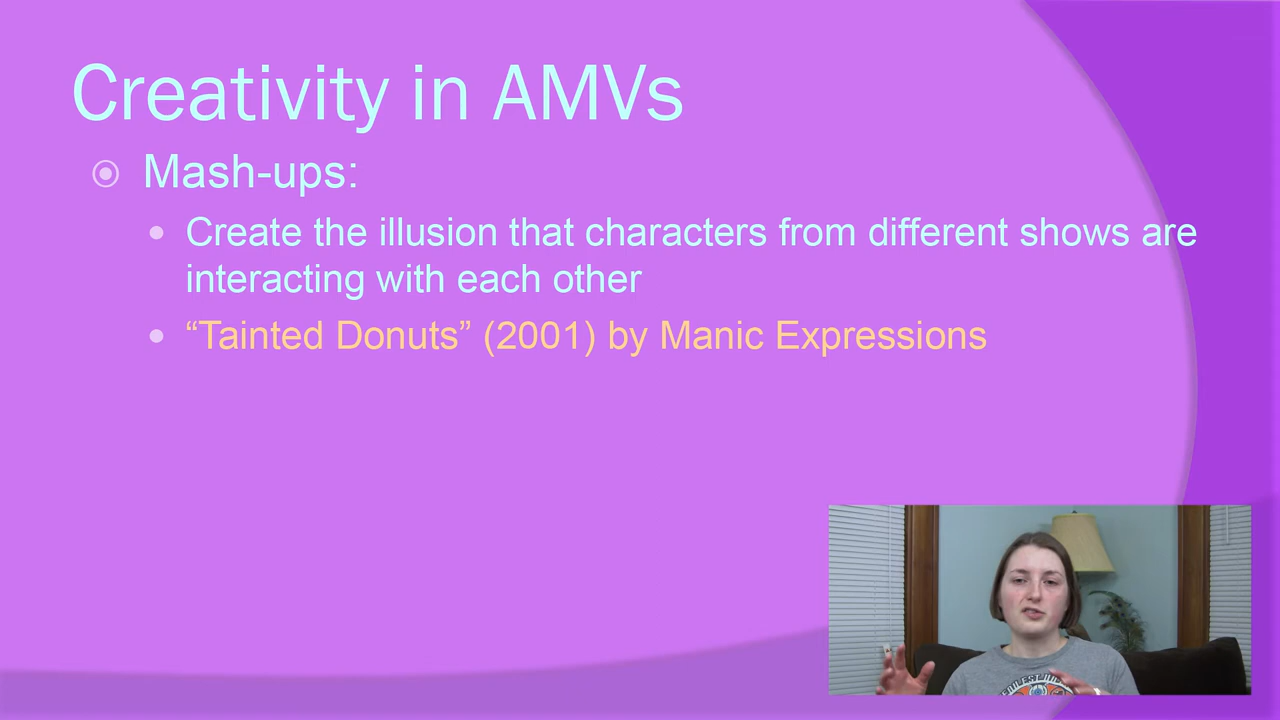 Creativity in AMVs
Mash-ups:
Create the illusion that characters from different shows are
interacting with each other
“Tainted Donuts” (2001) by Manic Expressions